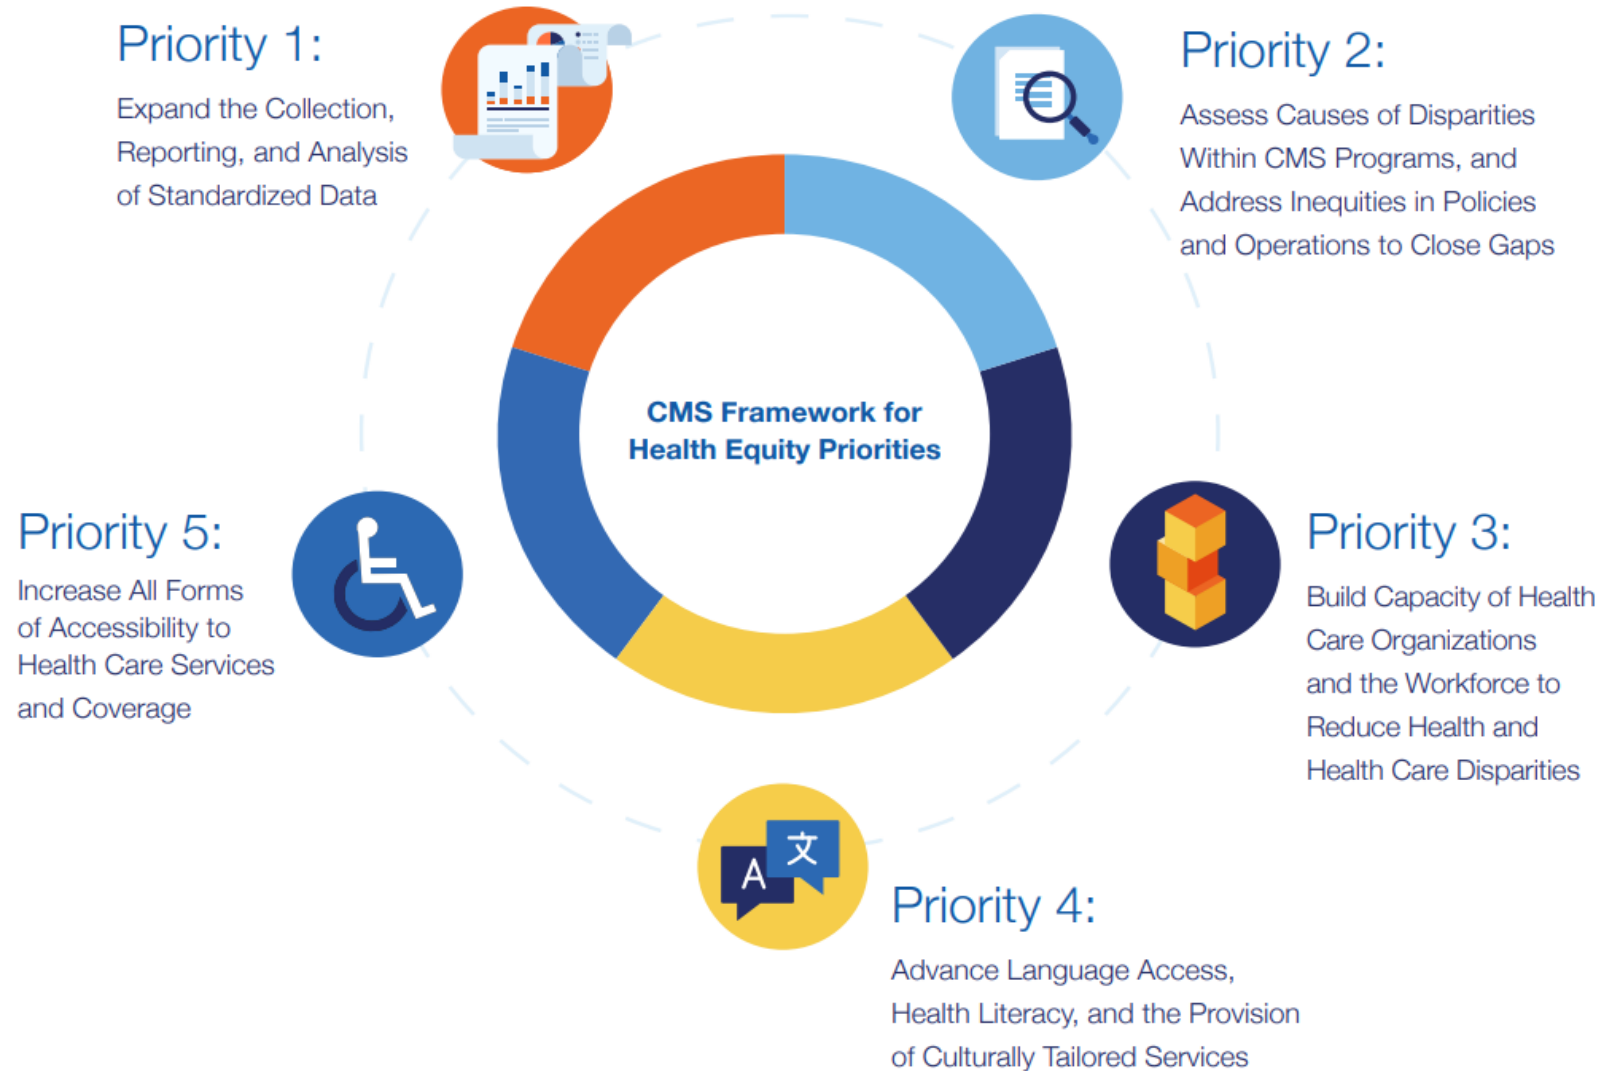 Priority 1:
Expand the Collection,
Reporting, and Analysis
of Standardized Data
Priority 2:
Assess Causes of Disparities
Within CMS Programs, and
Address Inequities in Policies
and Operations to Close Gaps
CMS Framework for
Health Equity Priorities
Priority 3:
Build Capacity of Health
Care Organizations
and the Workforce to
Reduce Health and
Health Care Disparities
Priority 4:
Advance Language Access,
Health Literacy, and the Provision
of Culturally Tailored Services
Priority 5:
Increase All Forms
of Accessibility to
Health Care Services
and Coverage
A
文